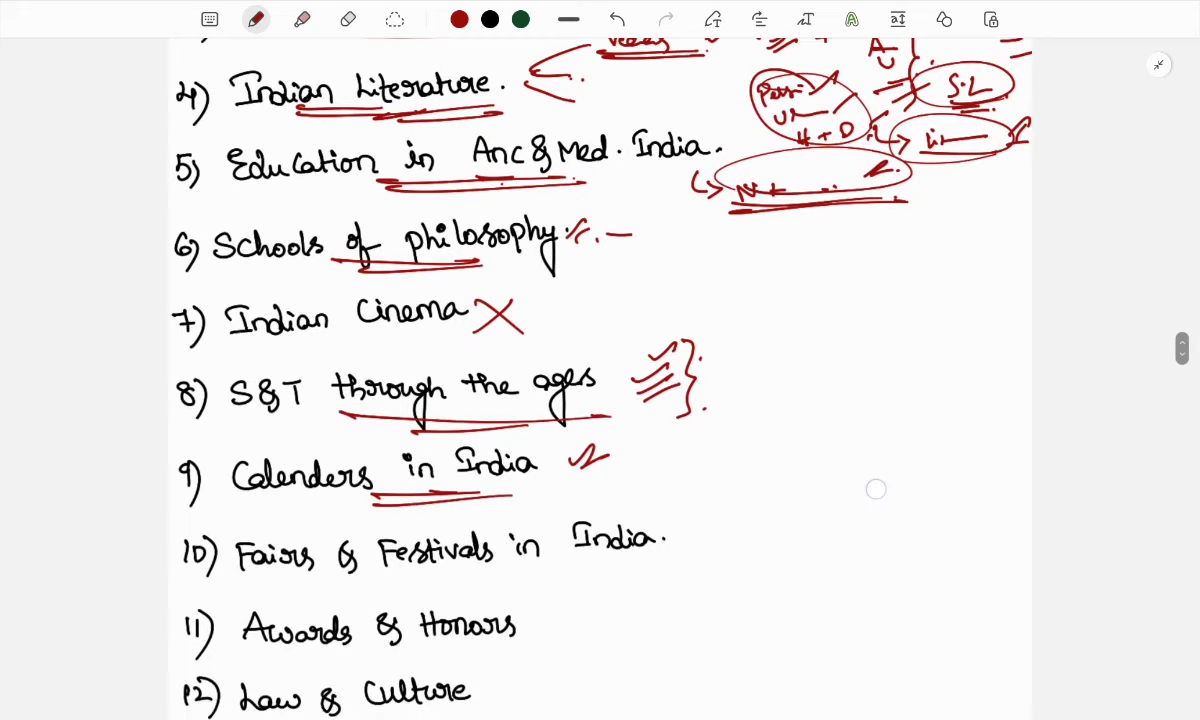 4) Indian Literature.
S.L
5) Education in Anc & Med. India.
6) Schools of philosophy.
7) Indian Cinema
8) S&T through the ages
9) Calenders in India
10) Fairs & Festivals in India.
11) Awards & Honors
12) Law & Culture